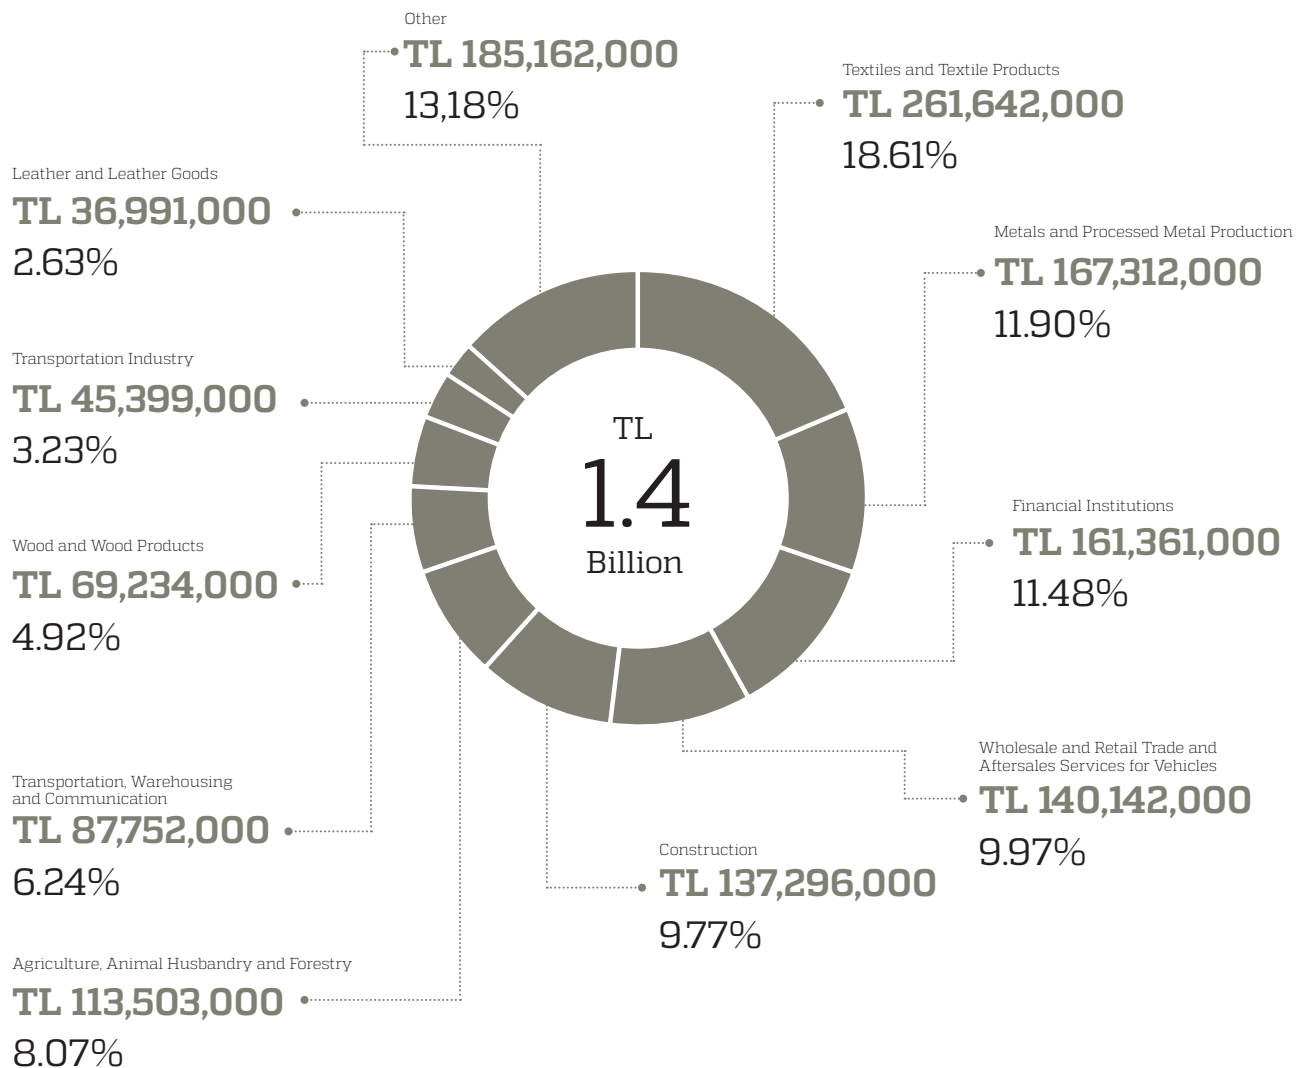 Other
TL 185,162,000
13,18%
Textiles and Textile Products
TL 261,642,000
18.61%
Leather and Leather Goods
TL 36,991,000
2.63%
Metals and Processed Metal Production
TL 167,312,000
11.90%
Transportation Industry
TL 45,399,000
3.23%
TL
1.4
Billion
Financial Institutions
TL 161,361,000
11.48%
Wood and Wood Products
TL 69,234,000
4.92%
Wholesale and Retail Trade and
Aftersales Services for Vehicles
TL 140,142,000
9.97%
Transportation, Warehousing
and Communication
TL 87,752,000
6.24%
Construction
TL 137,296,000
9.77%
Agriculture, Animal Husbandry and Forestry
TL 113,503,000
8.07%